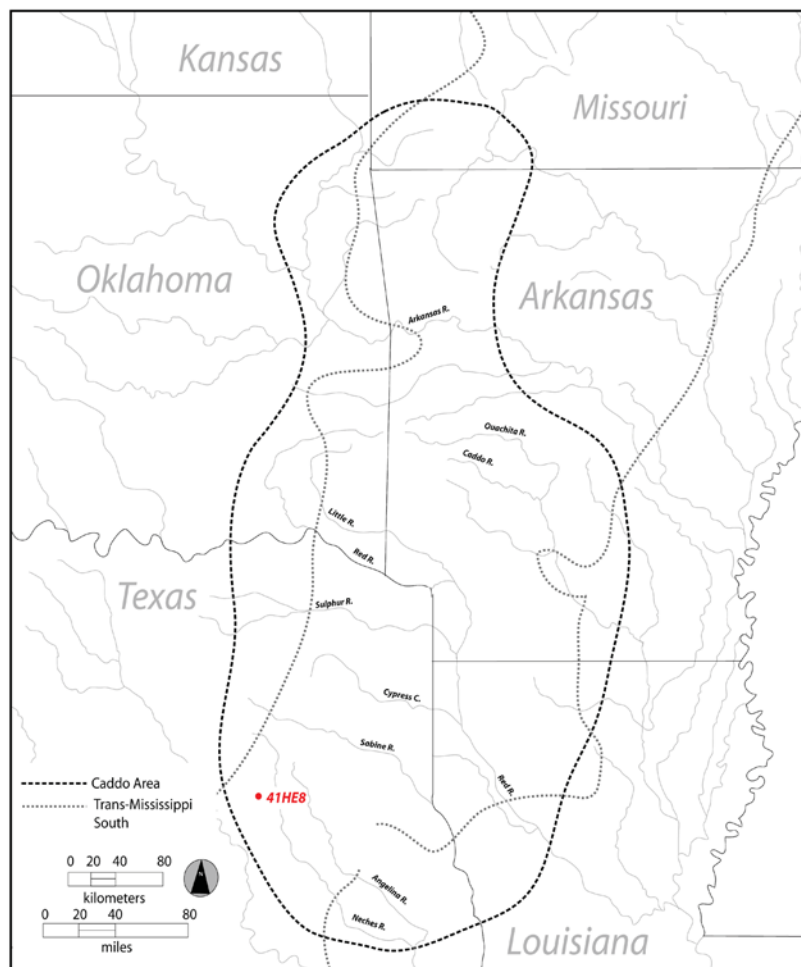 Kansas
Missouri
Oklahoma
Arkansas
Arkansas R.
Ouachita R.
Caddo R.
Little R.
Red R.
Texas
Sulphur R.
Cypress C.
Sabine R.
Red R.
41HE8
Caddo Area
Trans-Mississippi
South
0 20 40 80
kilometers
N
0 20 40 80
miles
Angelina R.
Neches R.
Louisiana